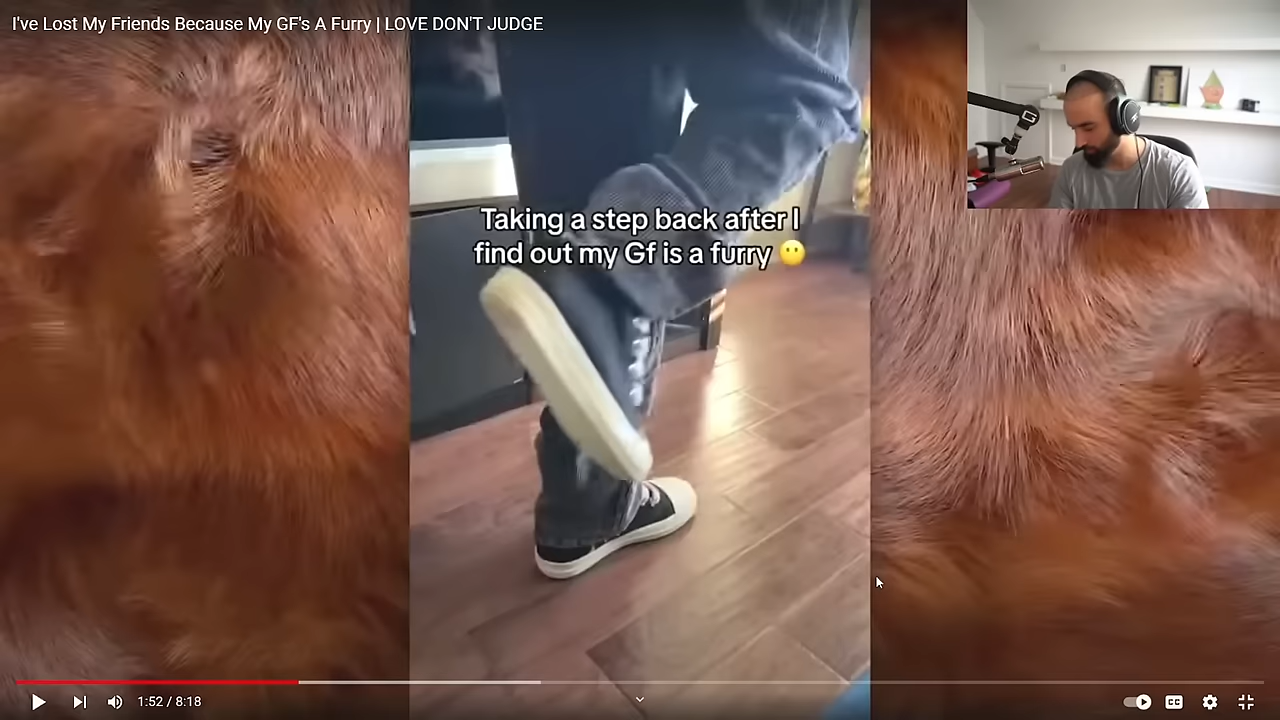 I've Lost My Friends Because My GF's A Furry | LOVE DON'T JUDGE
Taking a step back after I
find out my Gf is a furry 😶
1:52 / 8:18
CC